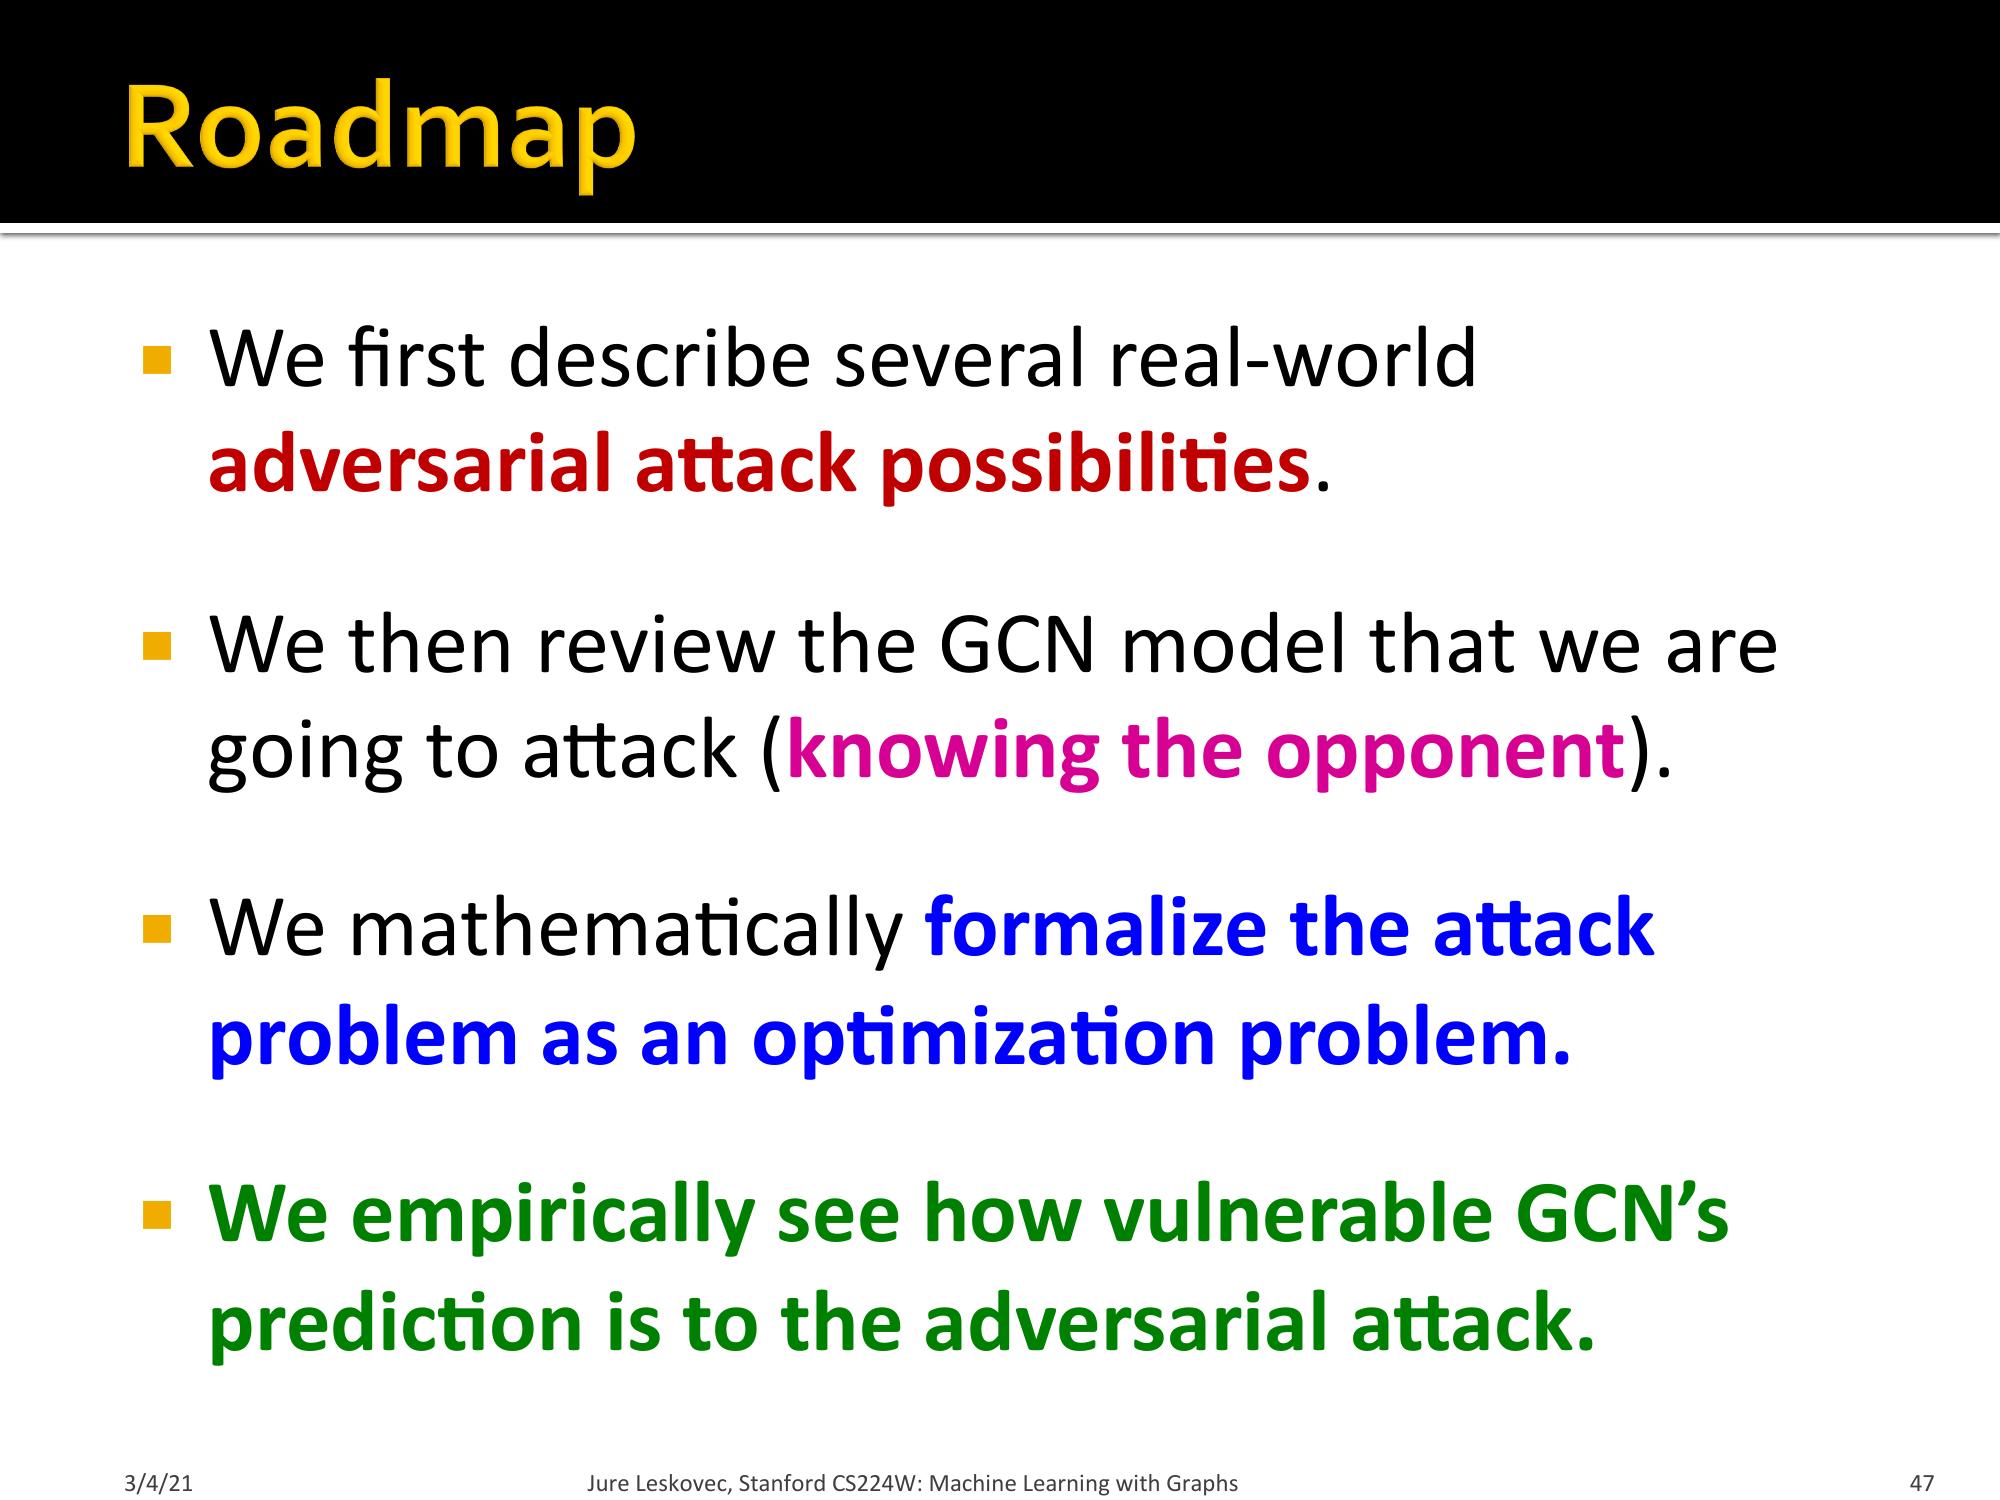 Roadmap
We first describe several real-world
adversarial attack possibilities.
We then review the GCN model that we are
going to attack (knowing the opponent).
We mathematically formalize the attack
problem as an optimization problem.
We empirically see how vulnerable GCN’s
prediction is to the adversarial attack.
3/4/21
Jure Leskovec, Stanford CS224W: Machine Learning with Graphs
47